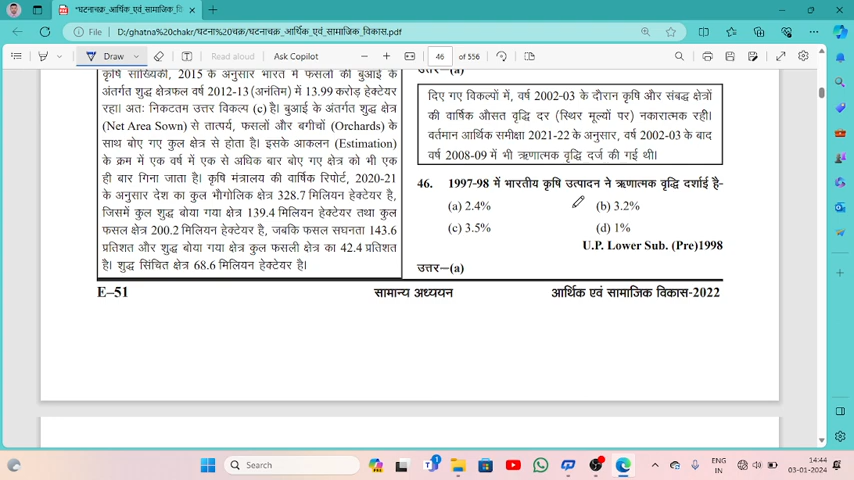 घटनाचक्र_आर्थिक_एवं_सामाजिक_वि
File D:/ghatna%20chakr/घटना%20चक्र/घटनाचक्र_आर्थिक_एवं_सामाजिक_विकास.pdf
Draw Read aloud Ask Copilot 46 of 556
कृषि सांख्यिकी, 2015 के अनुसार भारत में फसलों की बुआई के
अंतर्गत शुद्ध क्षेत्रफल वर्ष 2012-13 (अनंतिम) में 13.99 करोड़ हेक्टेयर
रहा। अतः निकटतम उत्तर विकल्प (c) है। बुआई के अंतर्गत शुद्ध क्षेत्र
(Net Area Sown) से तात्पर्य, फसलों और बगीचों (Orchards) के
साथ बोए गए कुल क्षेत्र से होता है। इसके आकलन (Estimation)
के क्रम में एक वर्ष में एक से अधिक बार बोए गए क्षेत्र को भी एक
ही बार गिना जाता है। कृषि मंत्रालय की वार्षिक रिपोर्ट, 2020-21
के अनुसार देश का कुल भौगोलिक क्षेत्र 328.7 मिलियन हेक्टेयर है,
जिसमें कुल शुद्ध बोया गया क्षेत्र 139.4 मिलियन हेक्टेयर तथा कुल
फसल क्षेत्र 200.2 मिलियन हेक्टेयर है, जबकि फसल सघनता 143.6
प्रतिशत और शुद्ध बोया गया क्षेत्र कुल फसली क्षेत्र का 42.4 प्रतिशत
है। शुद्ध सिंचित क्षेत्र 68.6 मिलियन हेक्टेयर है।
उत्तर—(a)
दिए गए विकल्पों में, वर्ष 2002-03 के दौरान कृषि और संबद्ध क्षेत्रों
की वार्षिक औसत वृद्धि दर (स्थिर मूल्यों पर) नकारात्मक रही।
वर्तमान आर्थिक समीक्षा 2021-22 के अनुसार, वर्ष 2002-03 के बाद
वर्ष 2008-09 में भी ऋणात्मक वृद्धि दर्ज की गई थी।
46. 1997-98 में भारतीय कृषि उत्पादन ने ऋणात्मक वृद्धि दर्शाई है-
(a) 2.4% (b) 3.2%
(c) 3.5% (d) 1%
U.P. Lower Sub. (Pre)1998
उत्तर—(a)
E–51 सामान्य अध्ययन आर्थिक एवं सामाजिक विकास-2022
Search
ENG
IN
14:44
03-01-2024